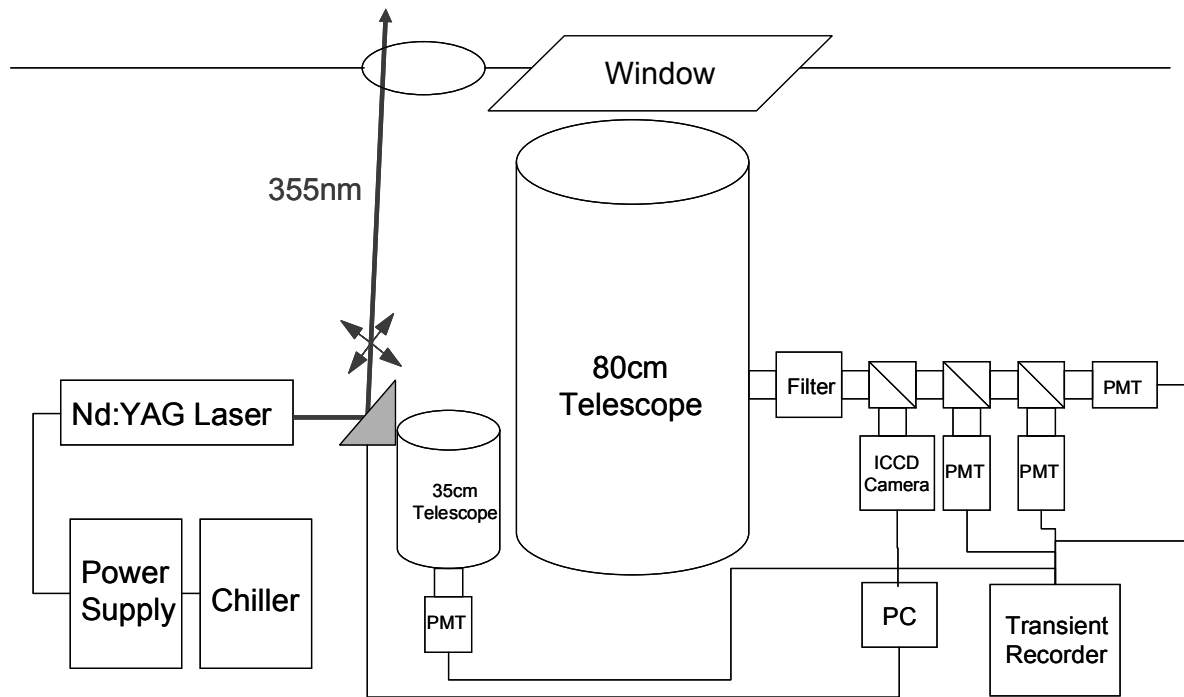 Window
355nm
80cm
Telescope
Filter
PMT
Nd:YAG Laser
ICCD
Camera
PMT
PMT
35cm
Telescope
Power
Supply
Chiller
PMT
PC
Transient
Recorder